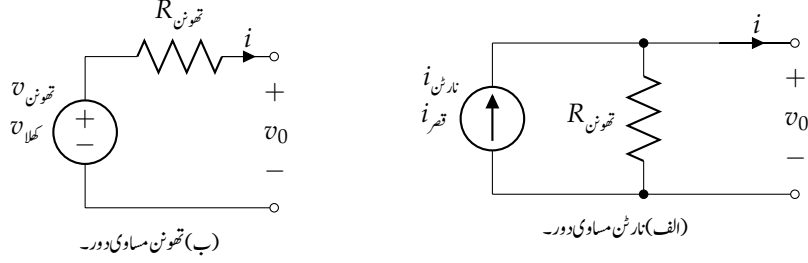 R تھونن
i
+
v₀
−
v تھونن
v کھلا
+
−
(ب) تھونن مساوی دور۔
i
+
v₀
−
i نارٹن
i قصر
R تھونن
(الف) نارٹن مساوی دور۔